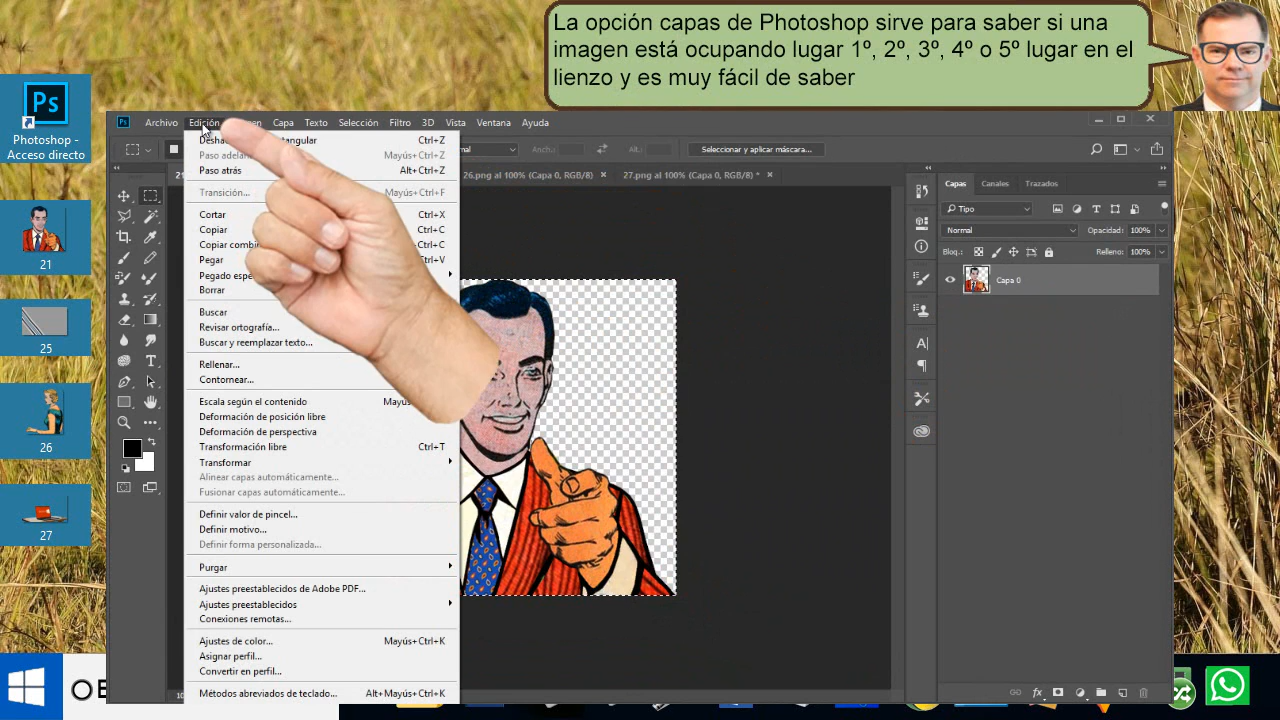 La opción capas de Photoshop sirve para saber si una
imagen está ocupando lugar 1º, 2º, 3º, 4º o 5º lugar en el
lienzo y es muy fácil de saber
Ps
Photoshop -
Acceso directo
21
25
26
27
Ps Archivo Edición Capa Texto Selección Filtro 3D Vista Ventana Ayuda
Anch.: Alt.: Seleccionar y aplicar máscara...
26.png al 100% (Capa 0, RGB/8) × 27.png al 100% (Capa 0, RGB/8) * ×
Ctrl+Z
Mayús+Ctrl+Z
Paso atrás Alt+Ctrl+Z
Transición... Mayús+Ctrl+F
Cortar Ctrl+X
Copiar Ctrl+C
Copiar
Pegar
Pegado
Borrar
Buscar
Revisar ortografía...
Buscar y reemplazar texto...
Rellenar...
Contornear...
Escala según el contenido
Deformación de posición libre
Deformación de perspectiva
Transformación libre Ctrl+T
Transformar
Alinear capas automáticamente...
Fusionar capas automáticamente...
Definir valor de pincel...
Definir motivo...
Definir forma personalizada...
Purgar
Ajustes preestablecidos de Adobe PDF...
Ajustes preestablecidos
Conexiones remotas...
Ajustes de color... Mayús+Ctrl+K
Asignar perfil...
Convertir en perfil...
Métodos abreviados de teclado... Alt+Mayús+Ctrl+K
Capas Canales Trazados
Tipo
Normal Opacidad: 100%
Bloq.: Relleno: 100%
Capa 0